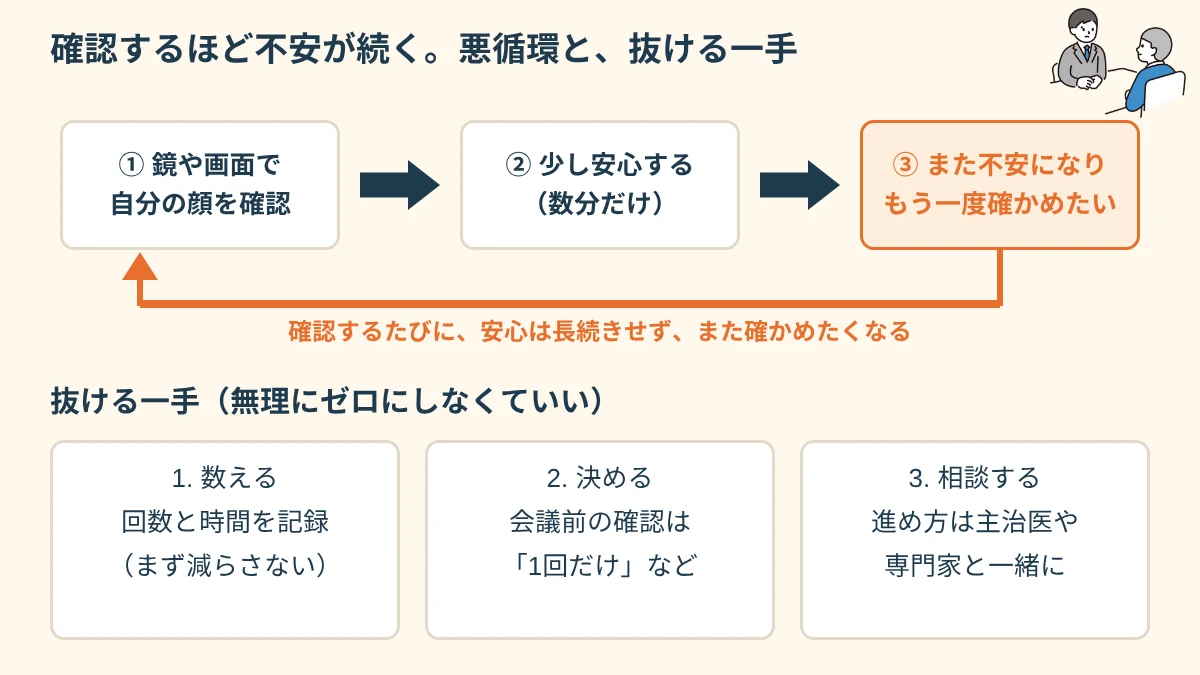 確認するほど不安が続く。悪循環と、抜ける一手
① 鏡や画面で
自分の顔を確認
② 少し安心する
（数分だけ）
③ また不安になり
もう一度確かめたい
確認するたびに、安心は長続きせず、また確かめたくなる
抜ける一手（無理にゼロにしなくていい）
1. 数える
回数と時間を記録
（まず減らさない）
2. 決める
会議前の確認は
「1回だけ」など
3. 相談する
進め方は主治医や
専門家と一緒に